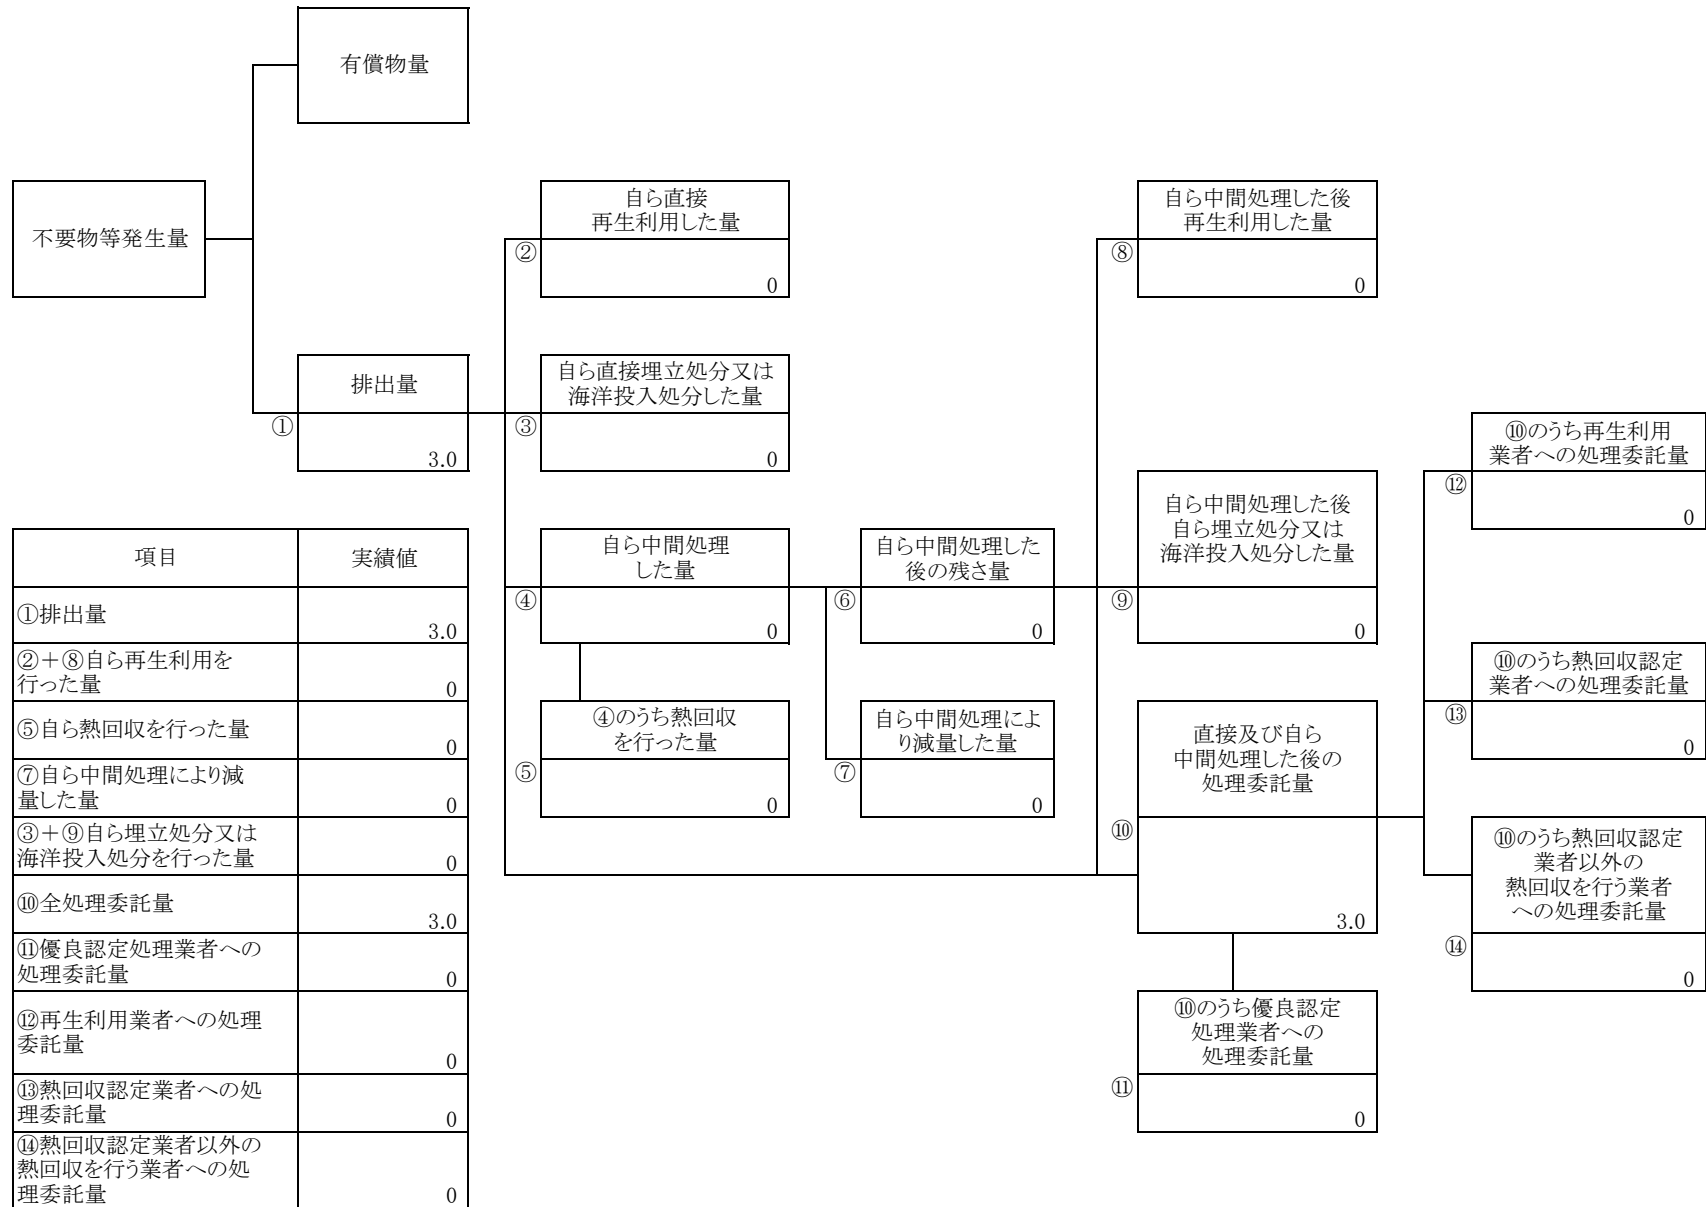 有償物量
不要物等発生量
自ら直接
再生利用した量
②
0
自ら中間処理した後
再生利用した量
⑧
0
排出量
①
3.0
自ら直接埋立処分又は
海洋投入処分した量
③
0
⑩のうち再生利用
業者への処理委託量
⑫
0
自ら中間処理
した量
④
0
自ら中間処理した
後の残さ量
⑥
0
自ら中間処理した後
自ら埋立処分又は
海洋投入処分した量
⑨
0
⑩のうち熱回収認定
業者への処理委託量
⑬
0
④のうち熱回収
を行った量
⑤
0
自ら中間処理によ
り減量した量
⑦
0
直接及び自ら
中間処理した後の
処理委託量
⑩
3.0
⑩のうち熱回収認定
業者以外の
熱回収を行う業者
への処理委託量
⑭
0
⑩のうち優良認定
処理業者への
処理委託量
⑪
0
項目 実績値
①排出量
3.0
②+⑧自ら再生利用を
行った量
0
⑤自ら熱回収を行った量
0
⑦自ら中間処理により減
量した量
0
③+⑨自ら埋立処分又は
海洋投入処分を行った量
0
⑩全処理委託量
3.0
⑪優良認定処理業者への
処理委託量
0
⑫再生利用業者への処理
委託量
0
⑬熱回収認定業者への処
理委託量
0
⑭熱回収認定業者以外の
熱回収を行う業者への処
理委託量
0